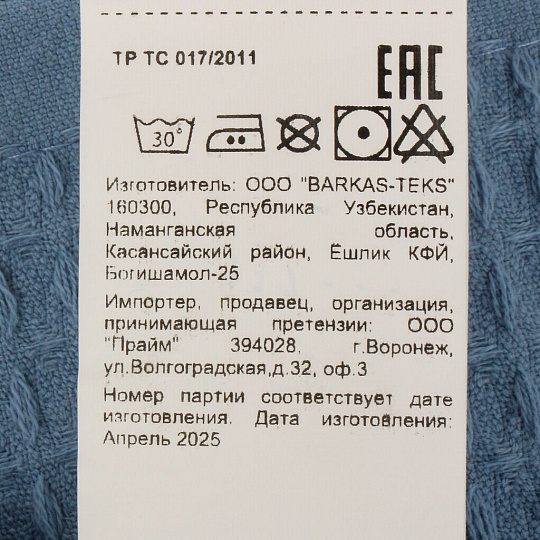 ТР ТС 017/2011
EAC
30°
Изготовитель: ООО "BARKAS-TEKS"
160300, Республика Узбекистан,
Наманганская область,
Касансайский район, Ёшлик КФЙ,
Богишамол-25
Импортер, продавец, организация,
принимающая претензии: ООО
"Прайм" 394028, г.Воронеж,
ул.Волгоградская,д.32, оф.3
Номер партии соответствует дате
изготовления. Дата изготовления:
Апрель 2025